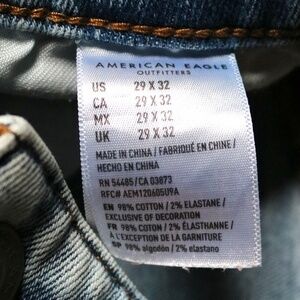 AMERICAN EAGLE
OUTFITTERS
US 29 X 32
CA 29 X 32
MX 29 X 32
UK 29 X 32
MADE IN CHINA / FABRIQUÉ EN CHINE /
HECHO EN CHINA
RN 54485/CA 03873
RFC# AEM120605U9A
EN 98% COTTON / 2% ELASTANE /
EXCLUSIVE OF DECORATION
FR 98% COTON / 2% ÉLASTHANNE /
À L'EXCEPTION DE LA GARNITURE
SP 98% algodón / 2% elastano